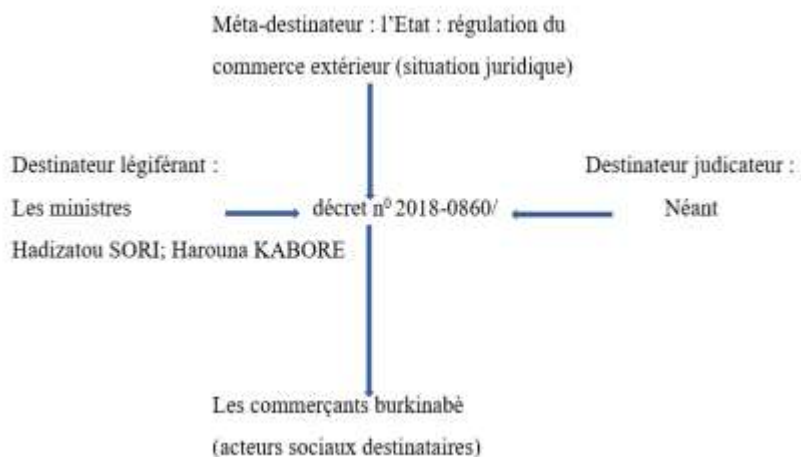 Méta-destinateur : l'Etat : régulation du
commerce extérieur (situation juridique)
Destinateur légiférant :
Les ministres
Hadizatou SORI; Harouna KABORE
décret n⁰ 2018-0860/
Destinateur judicateur :
Néant
Les commerçants burkinabè
(acteurs sociaux destinataires)